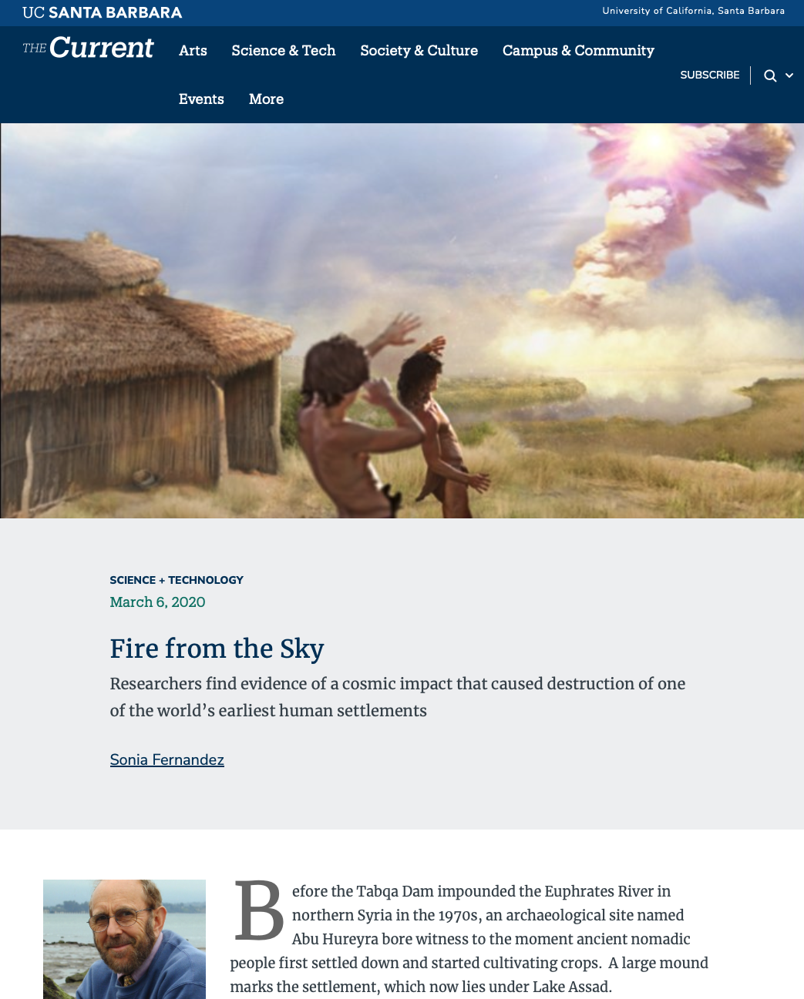 UC SANTA BARBARA
University of California, Santa Barbara
THE Current
Arts
Science & Tech
Society & Culture
Campus & Community
SUBSCRIBE
Events
More
SCIENCE + TECHNOLOGY
March 6, 2020
Fire from the Sky
Researchers find evidence of a cosmic impact that caused destruction of one
of the world’s earliest human settlements
Sonia Fernandez
Before the Tabqa Dam impounded the Euphrates River in
northern Syria in the 1970s, an archaeological site named
Abu Hureyra bore witness to the moment ancient nomadic
people first settled down and started cultivating crops.  A large mound
marks the settlement, which now lies under Lake Assad.